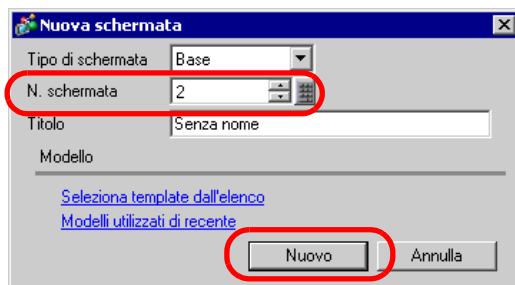 Nuova schermata
Tipo di schermata Base
N. schermata 2
Titolo Senza nome
Modello
Seleziona template dall'elenco
Modelli utilizzati di recente
Nuovo Annulla